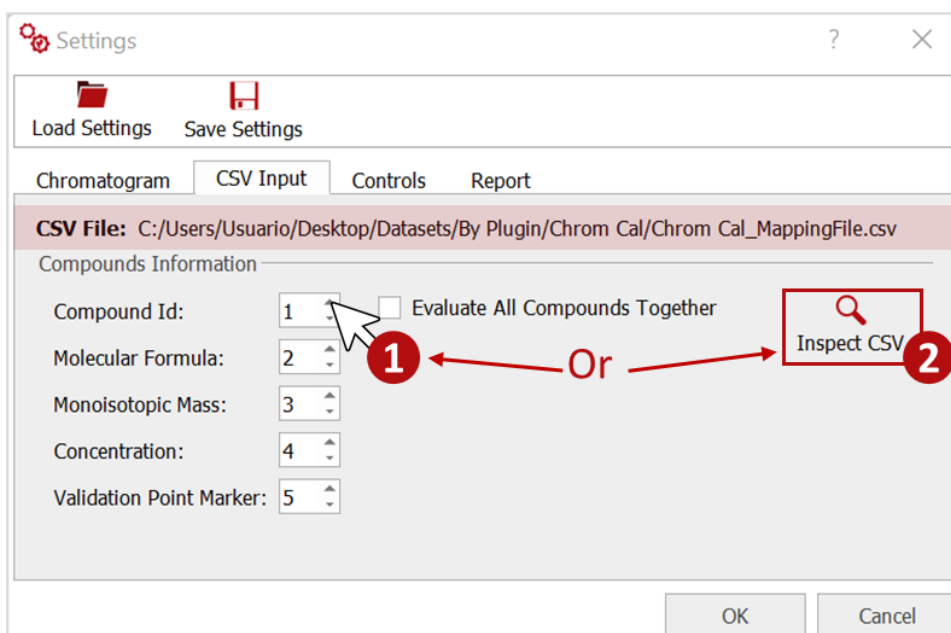 Settings
?
Load Settings Save Settings
Chromatogram CSV Input Controls Report
CSV File: C:/Users/Usuario/Desktop/Datasets/By Plugin/Chrom Cal/Chrom Cal_MappingFile.csv
Compounds Information
Compound Id: 1 Evaluate All Compounds Together
Inspect CSV
Molecular Formula: 2
1 Or 2
Monoisotopic Mass: 3
Concentration: 4
Validation Point Marker: 5
OK Cancel